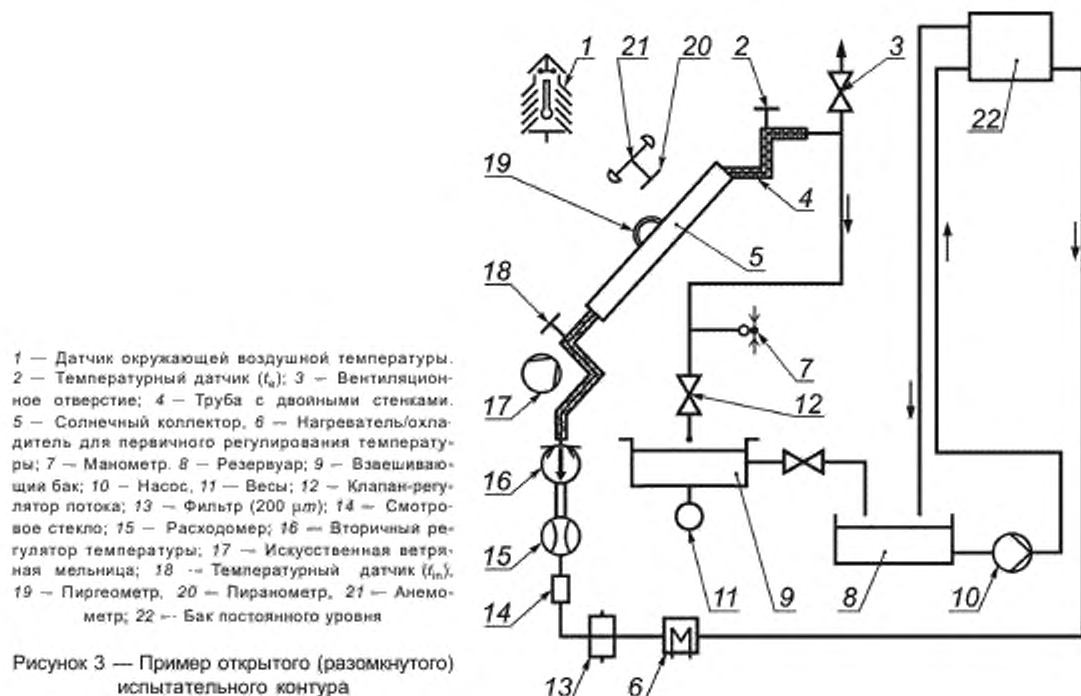 1
21
20
2
3
22
19
4
5
18
7
17
12
16
15
14
11
9
8
10
13
6
1 — Датчик окружающей воздушной температуры.
2 — Температурный датчик (tₑ); 3 — Вентиляцион-
ное отверстие; 4 — Труба с двойными стенками.
5 — Солнечный коллектор, 6 — Нагреватель/охла-
дитель для первичного регулирования температу-
ры; 7 — Манометр. 8 — Резервуар; 9 — Взвешиваю-
щий бак; 10 — Насос, 11 — Весы; 12 — Клапан-регу-
лятор потока; 13 — Фильтр (200 μm); 14 — Смотро-
вое стекло; 15 — Расходомер; 16 — Вторичный ре-
гулятор температуры; 17 — Искусственная ветря-
ная мельница; 18 — Температурный датчик (tᵢₙ),
19 — Пиргеометр, 20 — Пиранометр, 21 — Анемо-
метр; 22 — Бак постоянного уровня
Рисунок 3 — Пример открытого (разомкнутого)
испытательного контура